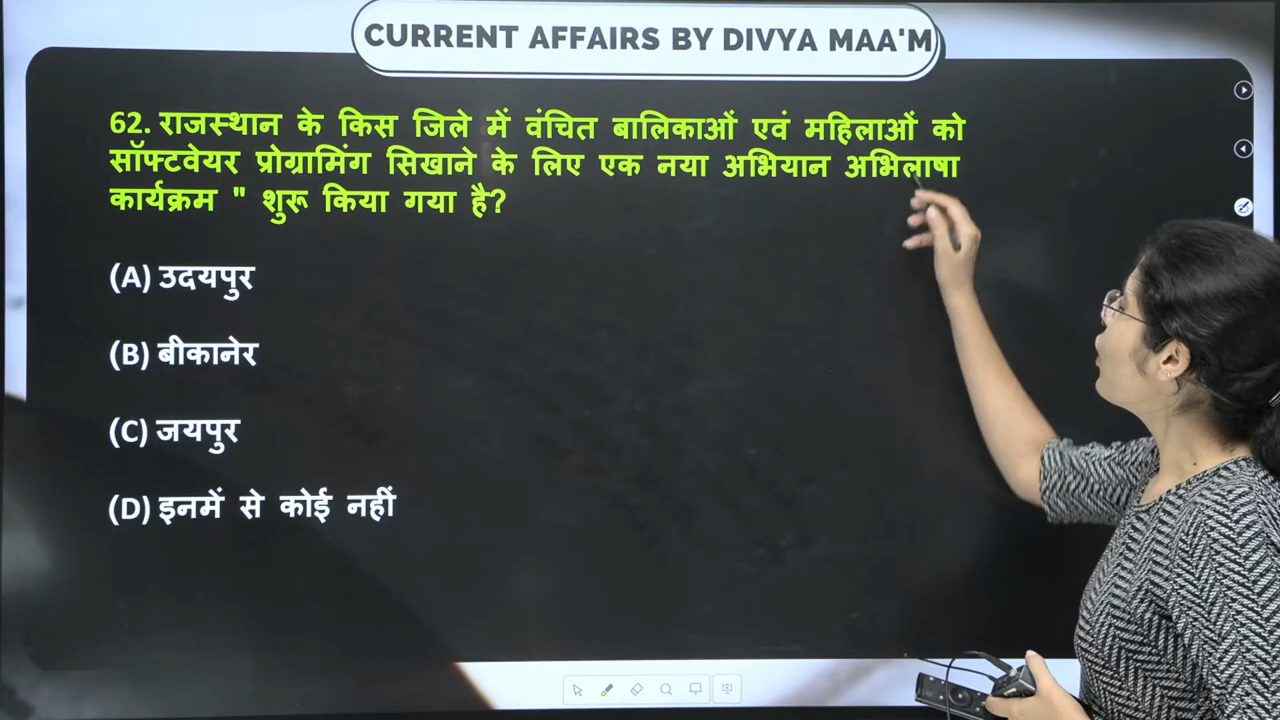 CURRENT AFFAIRS BY DIVYA MAA'M
62. राजस्थान के किस जिले में वंचित बालिकाओं एवं महिलाओं को
सॉफ्टवेयर प्रोग्रामिंग सिखाने के लिए एक नया अभियान अभिलाषा
कार्यक्रम " शुरू किया गया है?
(A) उदयपुर
(B) बीकानेर
(C) जयपुर
(D) इनमें से कोई नहीं